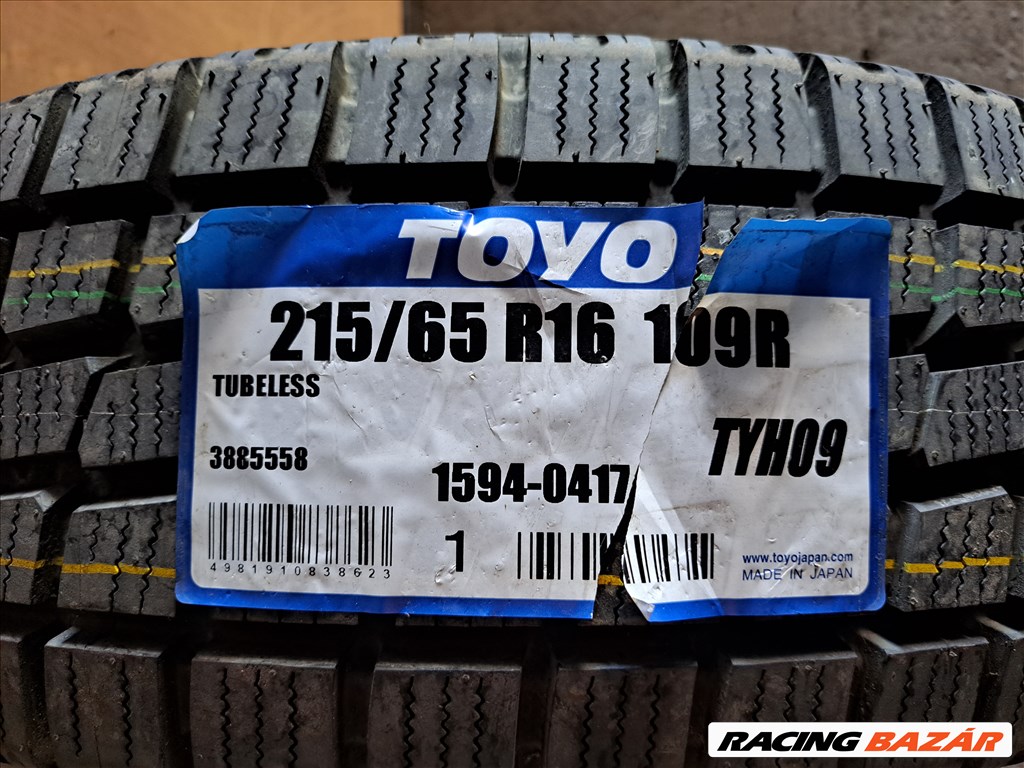 TOYO
215/65 R16 109R
TUBELESS
TYH09
3885558
1594-0417
1
4981910838623
www.toyojapan.com
MADE IN JAPAN
RACING BAZÁR